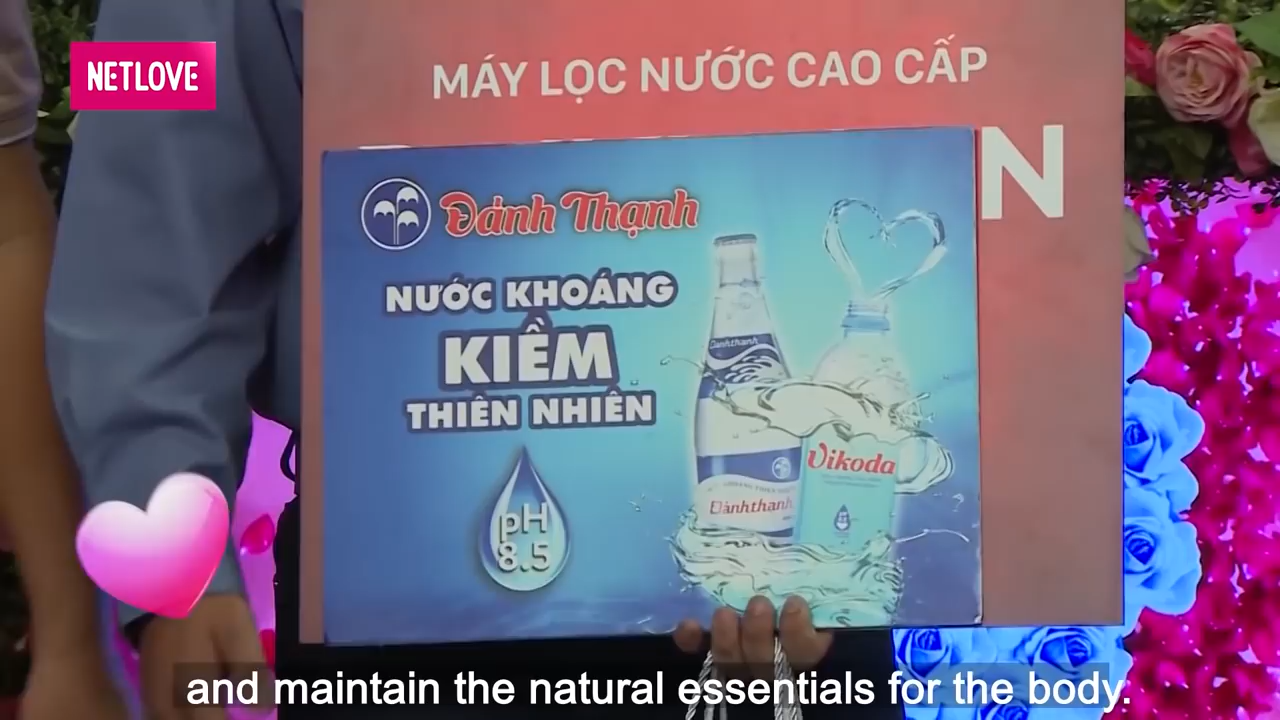 NETLOVE
MÁY LỌC NƯỚC CAO CẤP
N
Đảnh Thạnh
NƯỚC KHOÁNG
KIỀM
THIÊN NHIÊN
pH
8.5
Danhthanh
Vikoda
Đảnhthanh
and maintain the natural essentials for the body.